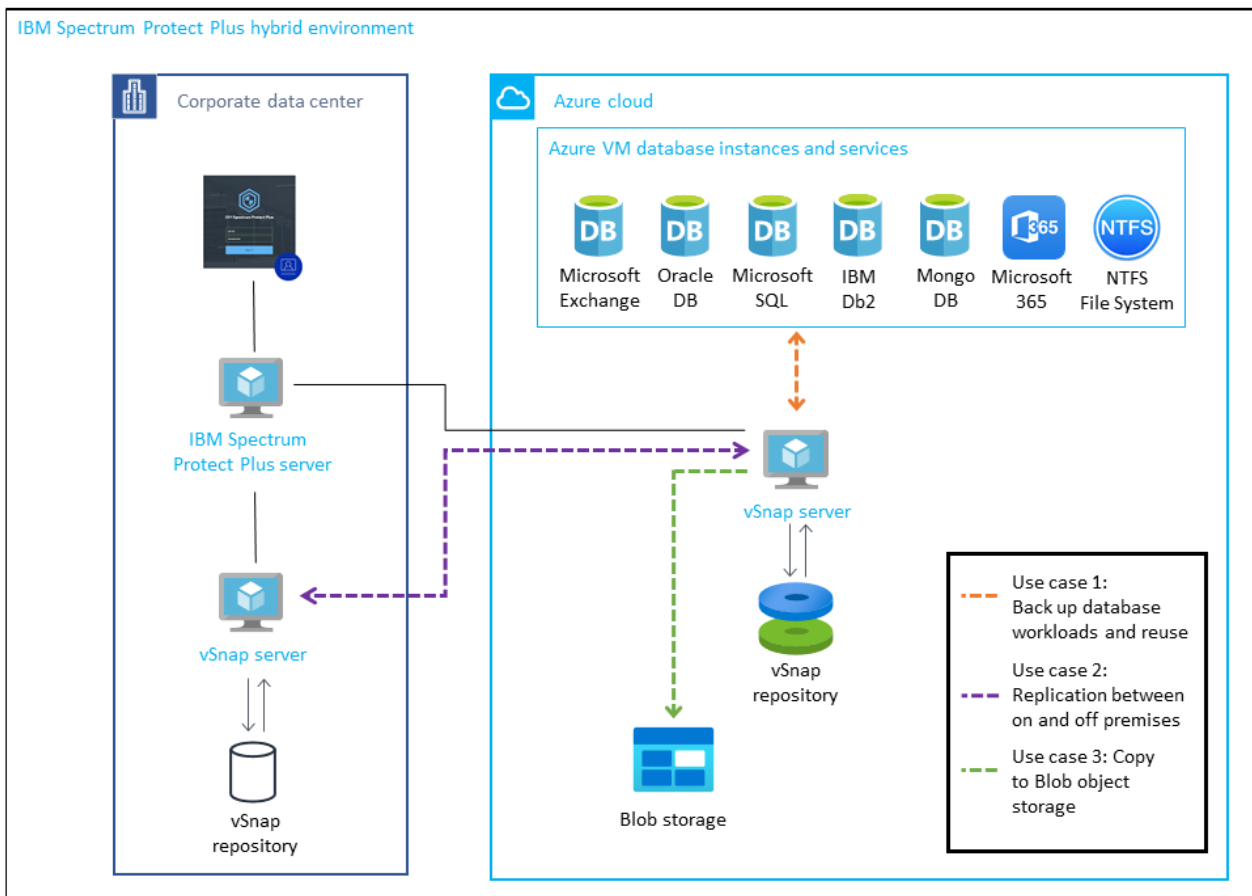 IBM Spectrum Protect Plus hybrid environment
Corporate data center
IBM Spectrum
Protect Plus server
vSnap server
vSnap
repository
Azure cloud
Azure VM database instances and services
DB
DB
DB
DB
DB
365
NTFS
Microsoft
Exchange
Oracle
DB
Microsoft
SQL
IBM
Db2
Mongo
DB
Microsoft
365
NTFS
File System
vSnap server
vSnap
repository
Blob storage
Use case 1:
Back up database
workloads and reuse
Use case 2:
Replication between
on and off premises
Use case 3: Copy
to Blob object
storage